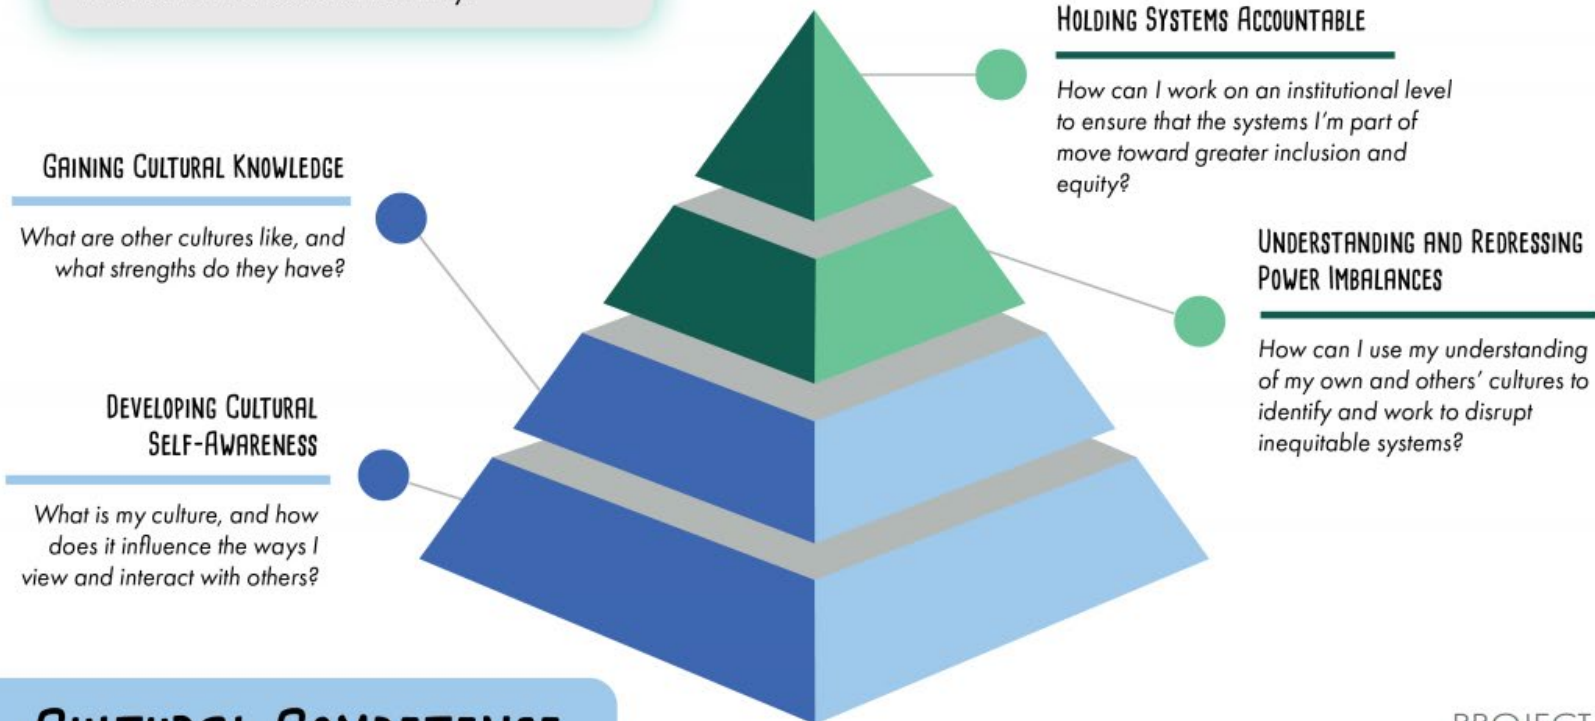 HOLDING SYSTEMS ACCOUNTABLE
How can I work on an institutional level
to ensure that the systems I'm part of
move toward greater inclusion and
equity?
GAINING CULTURAL KNOWLEDGE
What are other cultures like, and
what strengths do they have?
UNDERSTANDING AND REDRESSING
POWER IMBALANCES
How can I use my understanding
of my own and others' cultures to
identify and work to disrupt
inequitable systems?
DEVELOPING CULTURAL
SELF-AWARENESS
What is my culture, and how
does it influence the ways I
view and interact with others?
CULTURAL COMPETENCE
PROJECT